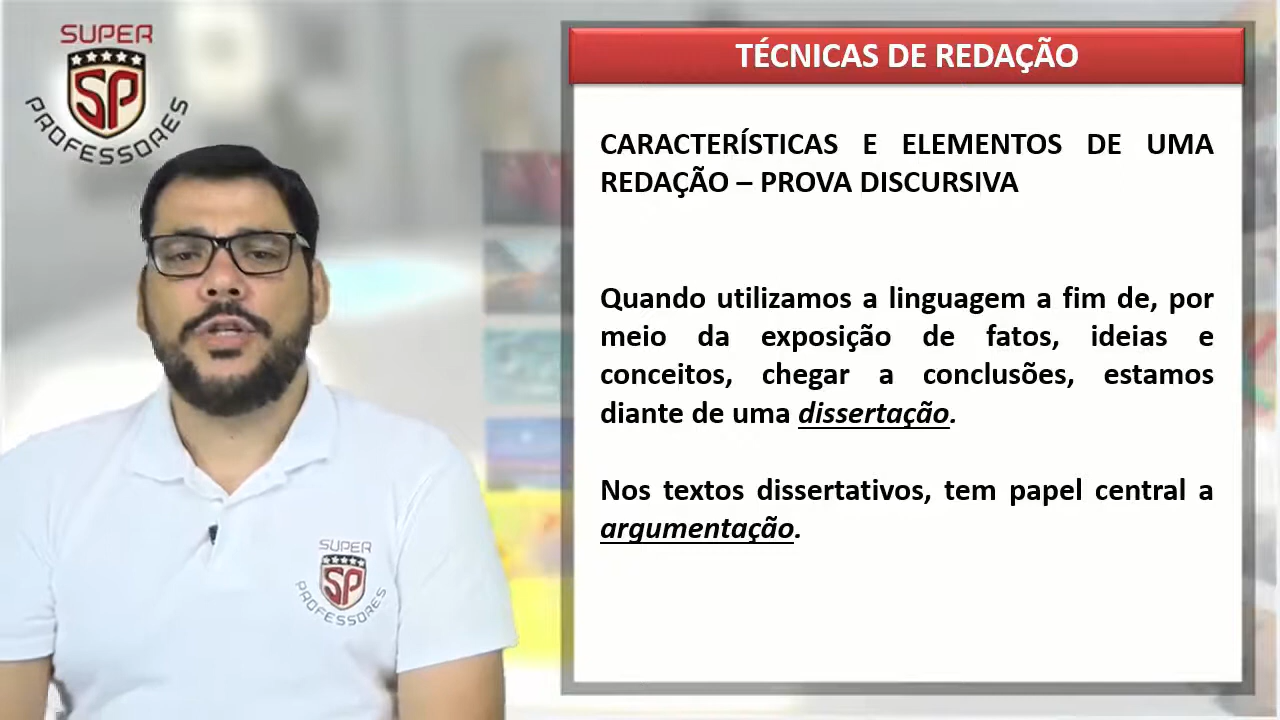 SUPER
SP
PROFESSORES
TÉCNICAS DE REDAÇÃO
CARACTERÍSTICAS E ELEMENTOS DE UMA
REDAÇÃO – PROVA DISCURSIVA
Quando utilizamos a linguagem a fim de, por
meio da exposição de fatos, ideias e
conceitos, chegar a conclusões, estamos
diante de uma dissertação.
Nos textos dissertativos, tem papel central a
argumentação.
SUPER
SP
PROFESSORES